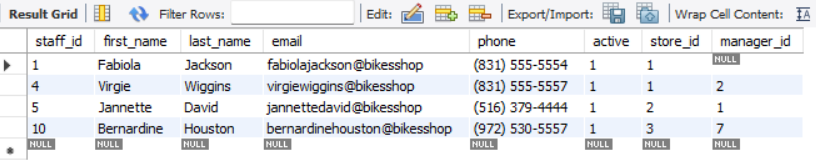 Result Grid Filter Rows: Edit: Export/Import: Wrap Cell Content: IA
staff_id first_name last_name email phone active store_id manager_id
1 Fabiola Jackson fabiolajackson@bikesshop (831) 555-5554 1 1 NULL
4 Virgie Wiggins virgiewiggins@bikesshop (831) 555-5557 1 1 2
5 Jannette David jannettedavid@bikesshop (516) 379-4444 1 2 1
10 Bernardine Houston bernardinehouston@bikesshop (972) 530-5557 1 3 7
NULL NULL NULL NULL NULL NULL NULL NULL